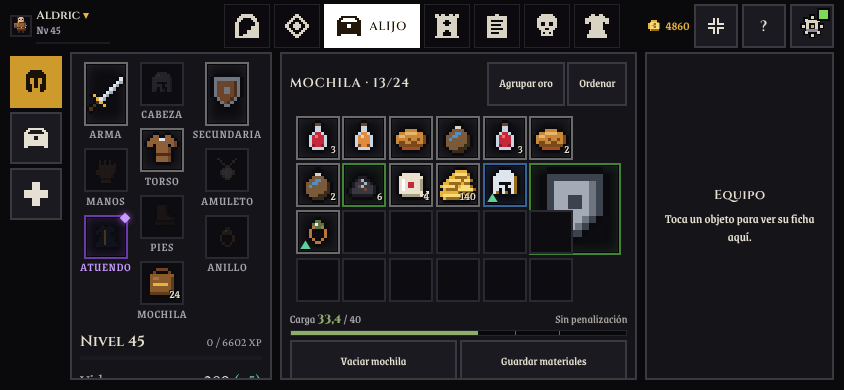 ALDRIC ▾
Nv 45
ALIJO
4860
?
ARMA
CABEZA
SECUNDARIA
MANOS
TORSO
AMULETO
ATUENDO
PIES
ANILLO
24
MOCHILA
NIVEL 45
0 / 6602 XP
MOCHILA · 13/24
Agrupar oro
Ordenar
3
3
2
2
6
4
140
Carga 33,4 / 40
Sin penalización
Vaciar mochila
Guardar materiales
EQUIPO
Toca un objeto para ver su ficha
aquí.